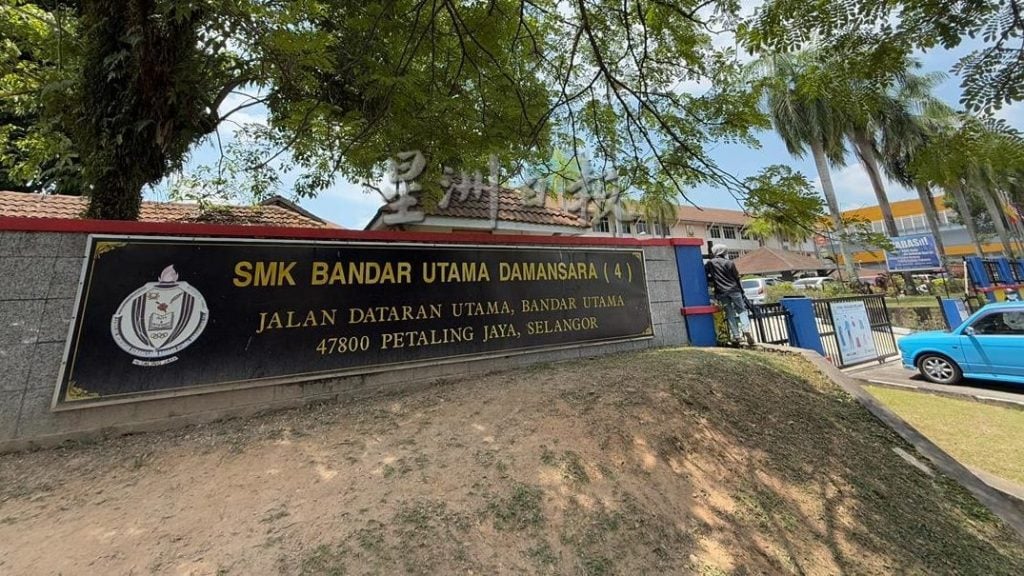 星洲日报
SMK BANDAR UTAMA DAMANSARA ( 4 )
JALAN DATARAN UTAMA, BANDAR UTAMA
47800 PETALING JAYA, SELANGOR